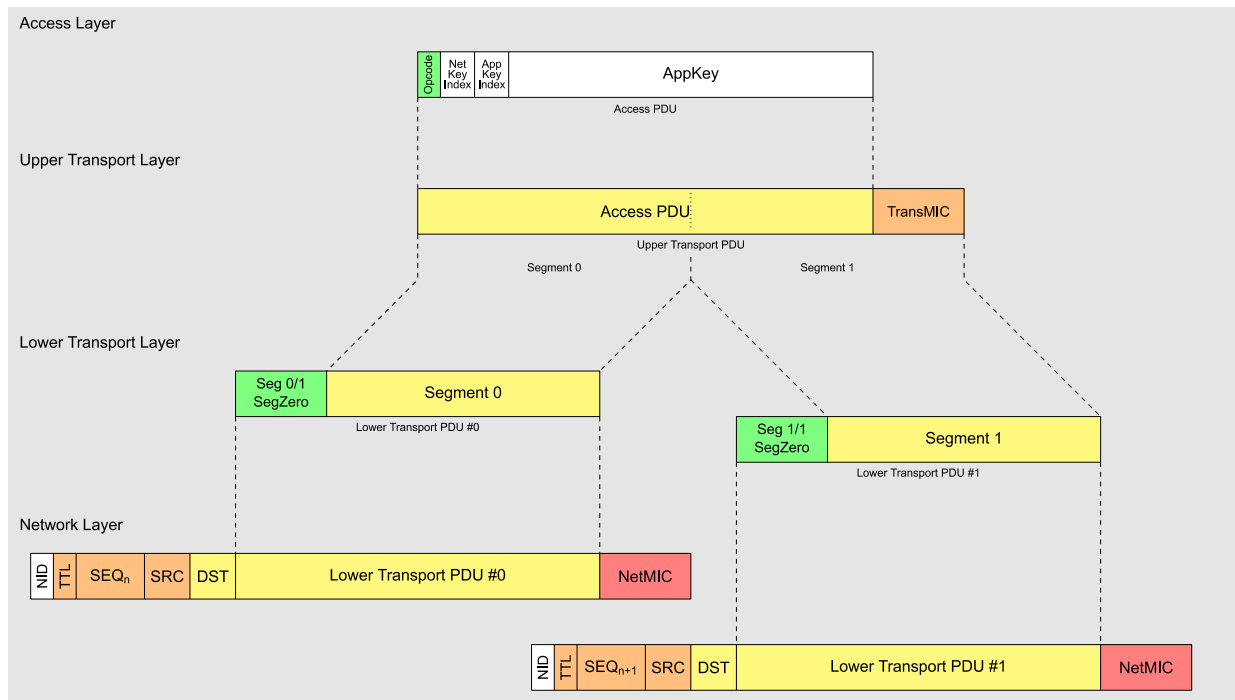 Access Layer
Opcode
Net
Key
Index
App
Key
Index
AppKey
Access PDU
Upper Transport Layer
Access PDU
TransMIC
Upper Transport PDU
Segment 0
Segment 1
Lower Transport Layer
Seg 0/1
SegZero
Segment 0
Lower Transport PDU #0
Seg 1/1
SegZero
Segment 1
Lower Transport PDU #1
Network Layer
NID
TTL
SEQn
SRC
DST
Lower Transport PDU #0
NetMIC
NID
TTL
SEQn+1
SRC
DST
Lower Transport PDU #1
NetMIC